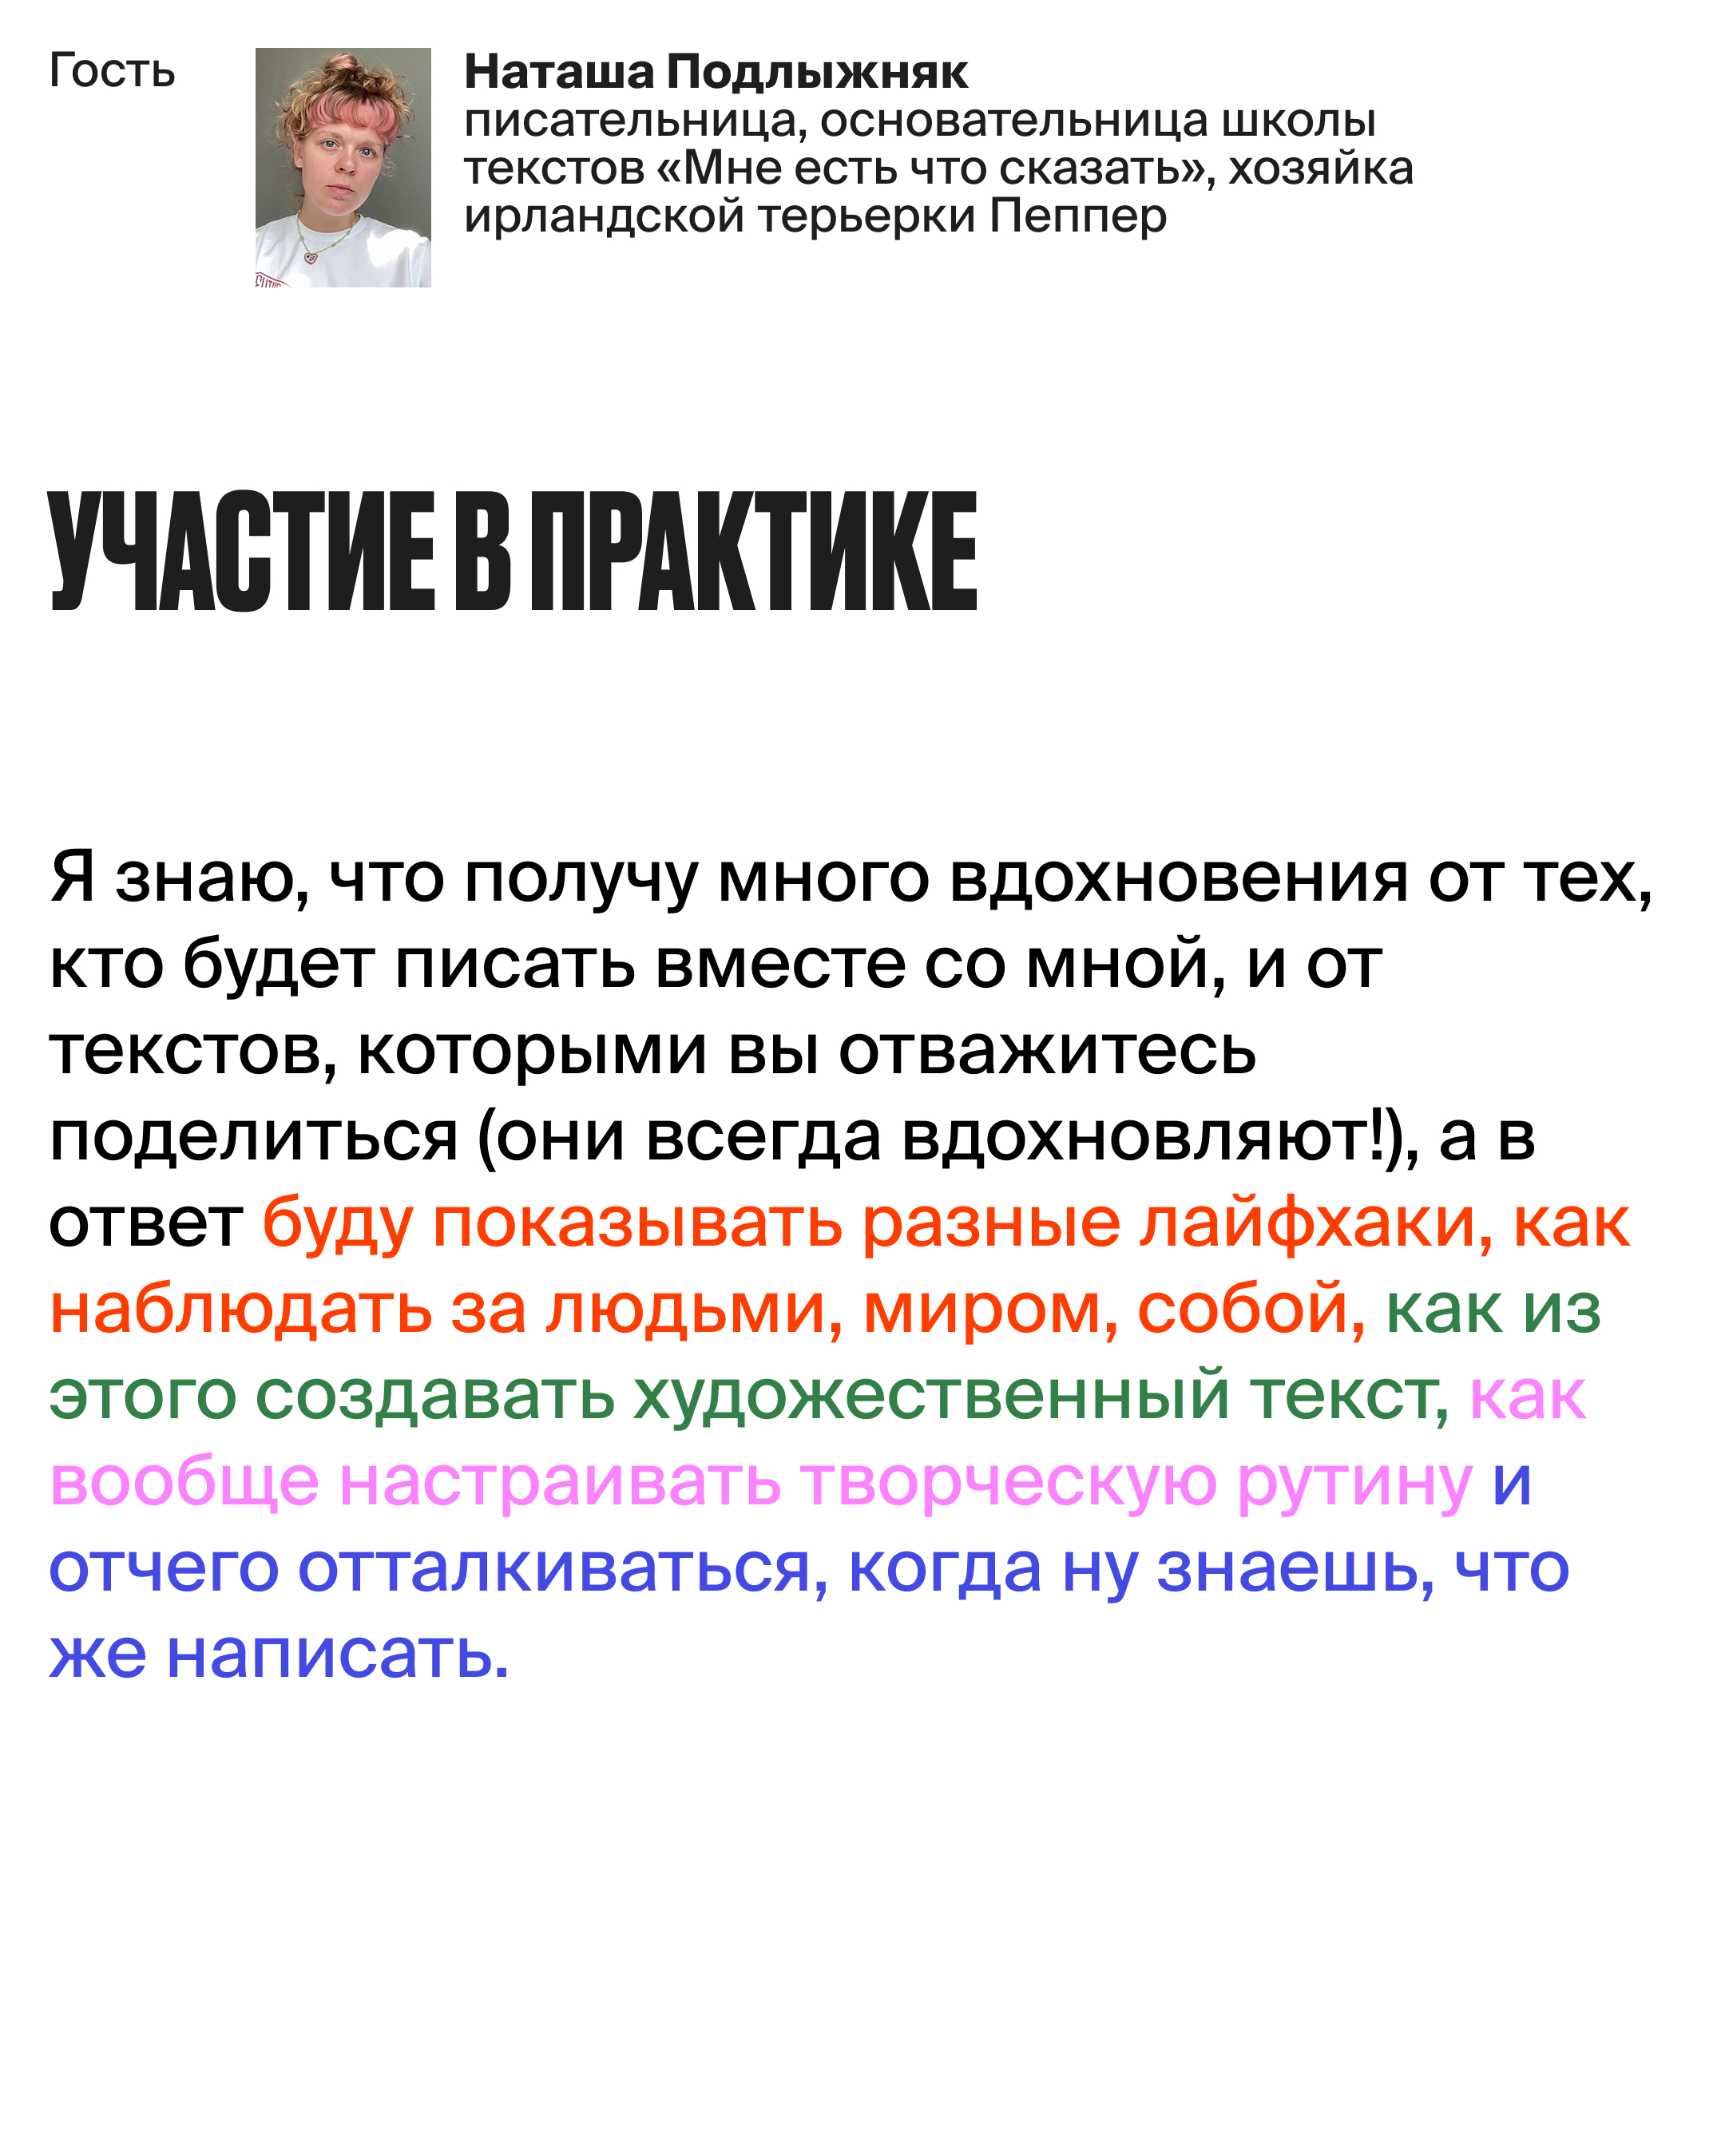 Гость
Наташа Подлыжняк
писательница, основательница школы
текстов «Мне есть что сказать», хозяйка
ирландской терьерки Пеппер
УЧАСТИЕ В ПРАКТИКЕ
Я знаю, что получу много вдохновения от тех,
кто будет писать вместе со мной, и от
текстов, которыми вы отважитесь
поделиться (они всегда вдохновляют!), а в
ответ буду показывать разные лайфхаки, как
наблюдать за людьми, миром, собой, как из
этого создавать художественный текст, как
вообще настраивать творческую рутину и
отчего отталкиваться, когда ну знаешь, что
же написать.